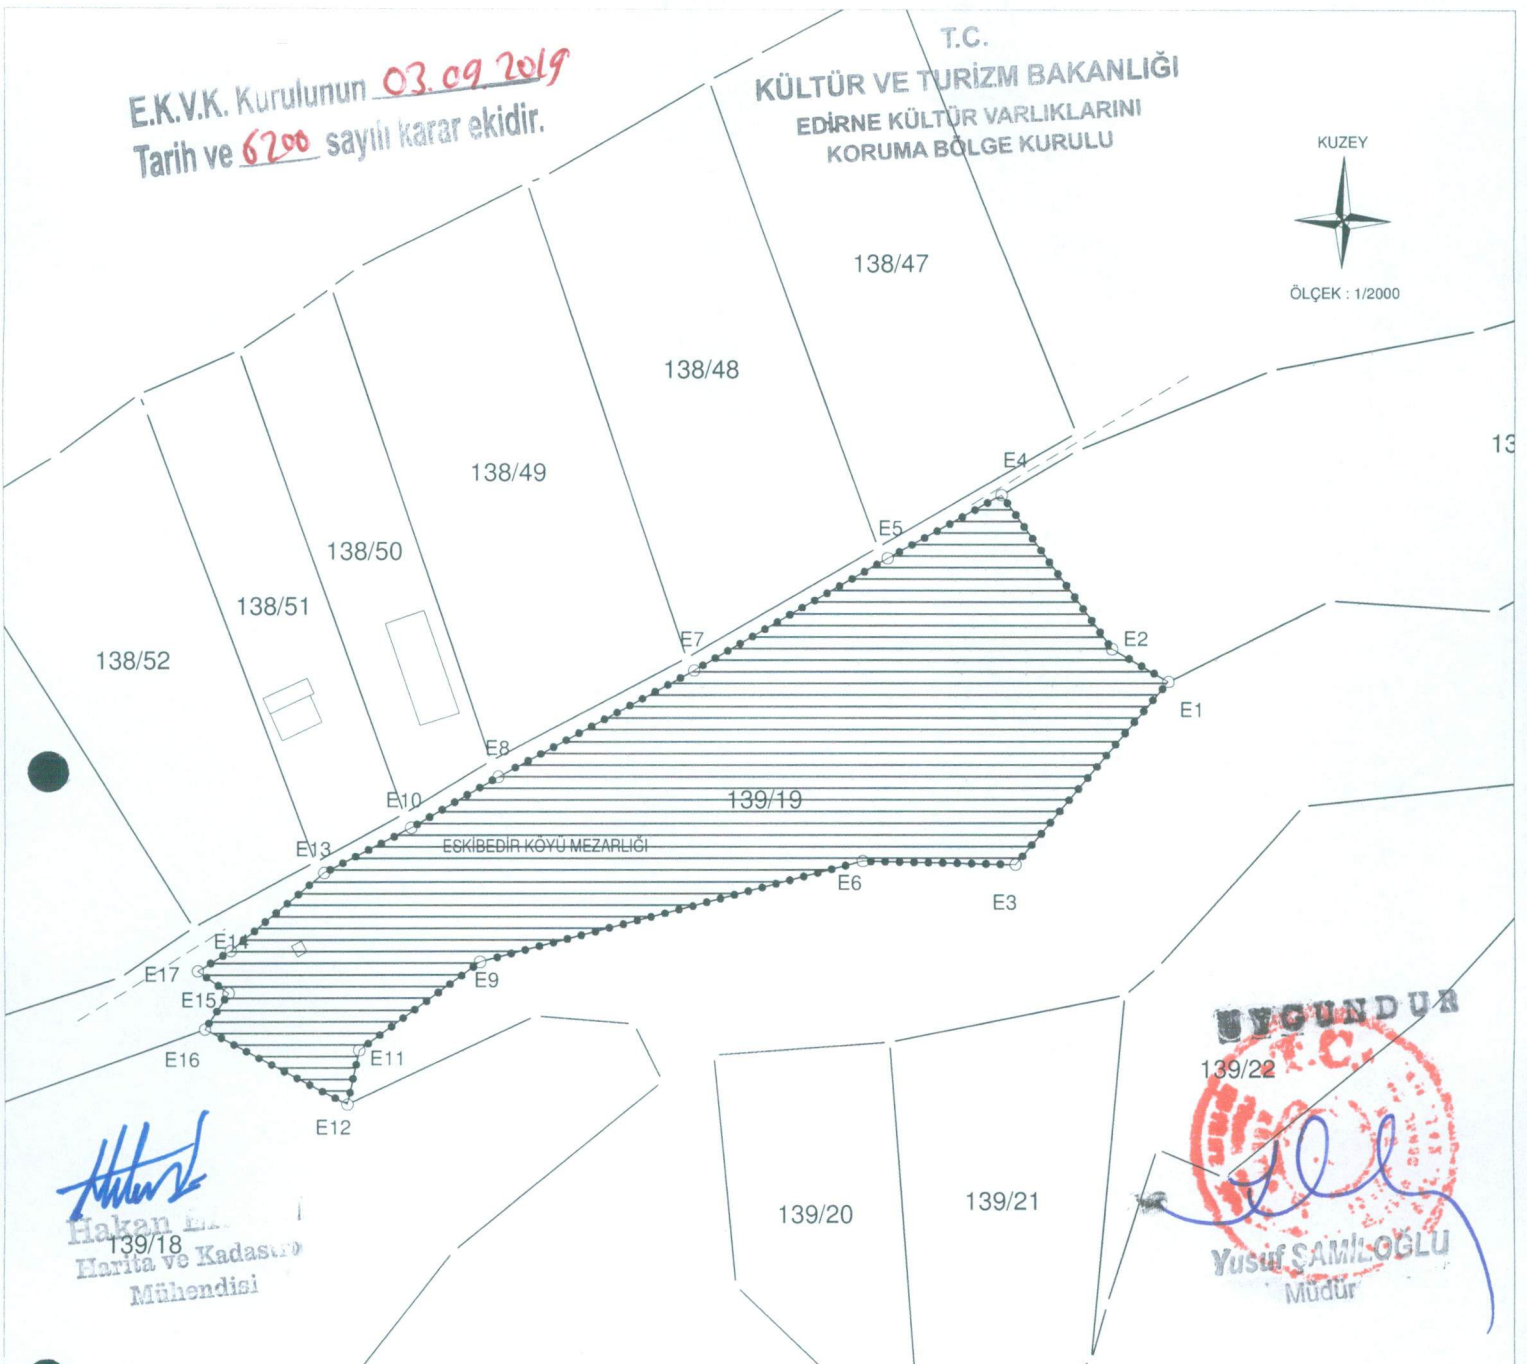 E.K.V.K. Kurulunun 03.09.2019
Tarih ve 6200 sayılı karar ekidir.
T.C.
KÜLTÜR VE TURİZM BAKANLIĞI
EDİRNE KÜLTÜR VARLIKLARINI
KORUMA BÖLGE KURULU
KUZEY
ÖLÇEK : 1/2000
138/47
138/48
138/49
138/50
138/51
138/52
13
E4
E5
E2
E7
E1
E8
139/19
E10
ESKİBEDİR KÖYÜ MEZARLIĞI
E13
E6
E3
E14
E17
E9
E15
E16
E11
E12
UYGUNDUR
T.C.
139/22
139/20
139/21
Hakan
139/18
Harita ve Kadastro
Mühendisi
Yusuf ŞAMİLOĞLU
Müdür